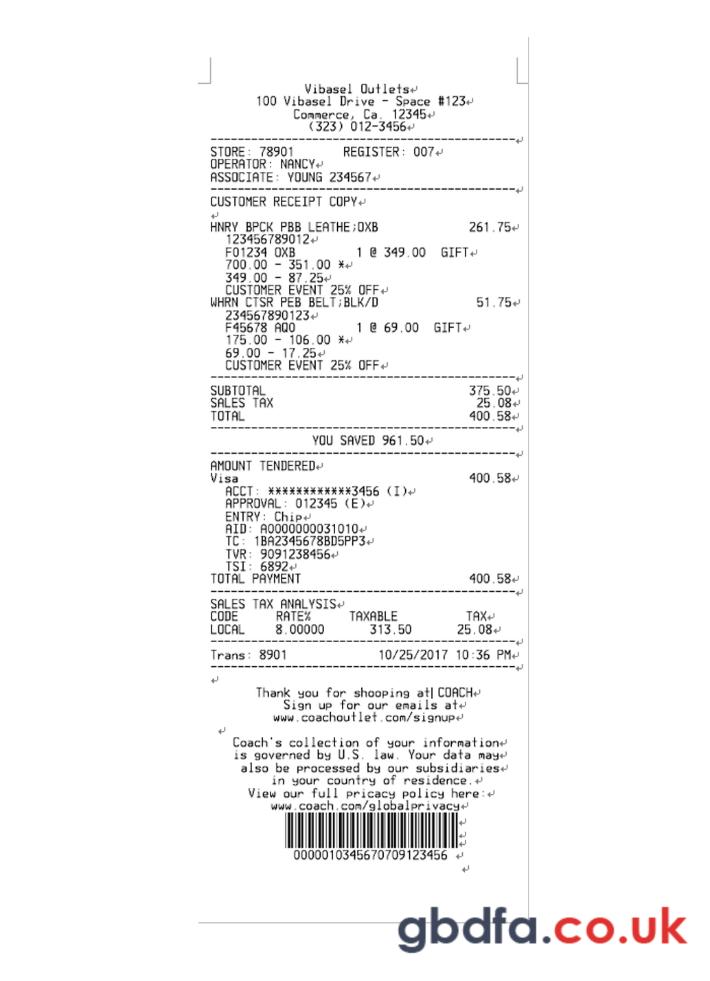 Vibasel Outlets
100 Vibasel Drive - Space #123
Commerce, Ca. 12345
(323) 012-3456
STORE: 78901 REGISTER: 007
OPERATOR: NANCY
ASSOCIATE: YOUNG 234567
CUSTOMER RECEIPT COPY
HNRY BPCK PBB LEATHE;OXB 261.75
123456789012
F01234 OXB 1 @ 349.00 GIFT
700.00 - 351.00 *
349.00 - 87.25
CUSTOMER EVENT 25% OFF
WHRN CTSR PEB BELT;BLK/D 51.75
234567890123
F45678 AQO 1 @ 69.00 GIFT
175.00 - 106.00 *
69.00 - 17.25
CUSTOMER EVENT 25% OFF
SUBTOTAL 375.50
SALES TAX 25.08
TOTAL 400.58
YOU SAVED 961.50
AMOUNT TENDERED
Visa 400.58
ACCT: ************3456 (I)
APPROVAL: 012345 (E)
ENTRY: Chip
AID: A0000000031010
TC: 1BA2345678BD5PP3
TVR: 9091238456
TSI: 6892
TOTAL PAYMENT 400.58
SALES TAX ANALYSIS
CODE RATE% TAXABLE TAX
LOCAL 8.00000 313.50 25.08
Trans: 8901 10/25/2017 10:36 PM
Thank you for shooping at COACH
Sign up for our emails at
www.coachoutlet.com/signup
Coach's collection of your information
is governed by U.S. law. Your data may
also be processed by our subsidiaries
in your country of residence.
View our full pricacy policy here:
www.coach.com/globalprivacy
0000010345670709123456
gbdfa.co.uk